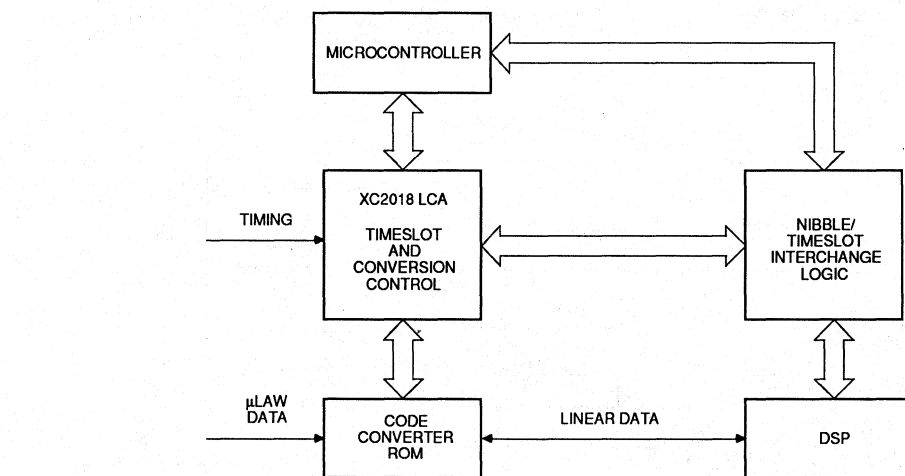 MICROCONTROLLER
XC2018 LCA
TIMESLOT
AND
CONVERSION
CONTROL
TIMING
NIBBLE/
TIMESLOT
INTERCHANGE
LOGIC
µLAW
DATA
CODE
CONVERTER
ROM
LINEAR DATA
DSP